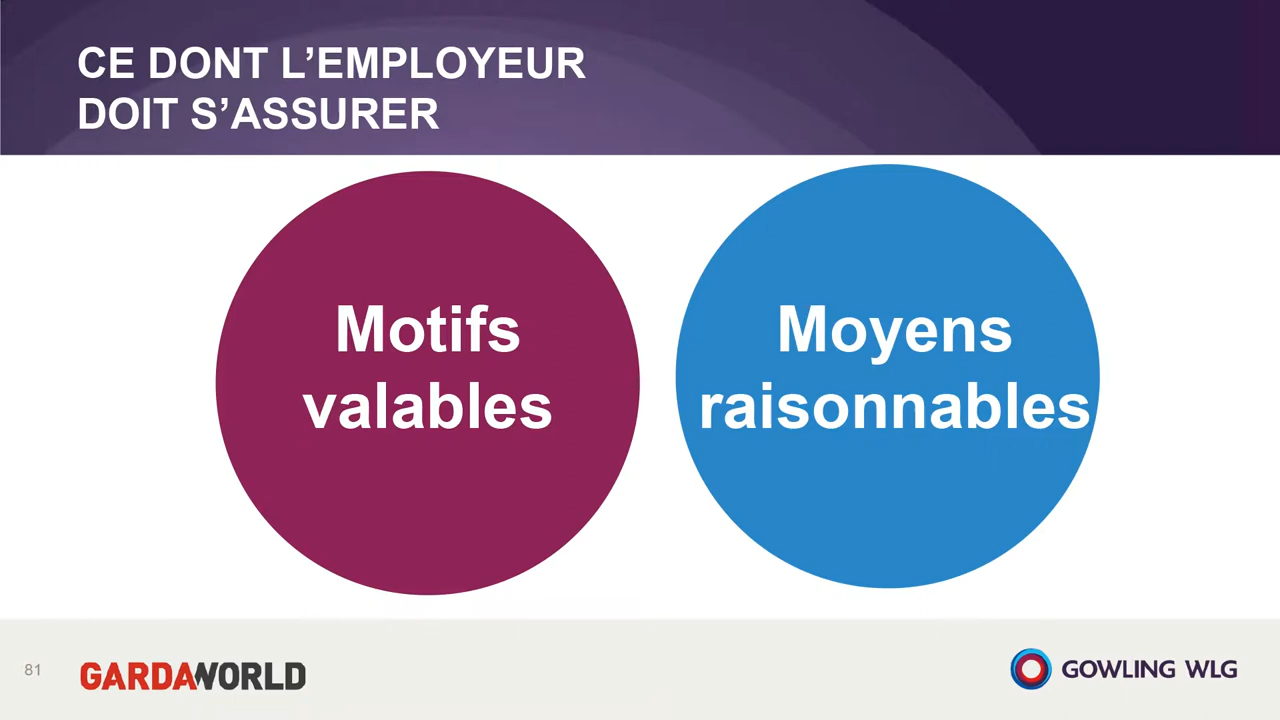 CE DONT L’EMPLOYEUR
DOIT S’ASSURER
Motifs
valables
Moyens
raisonnables
81
GARDAWORLD
GOWLING WLG